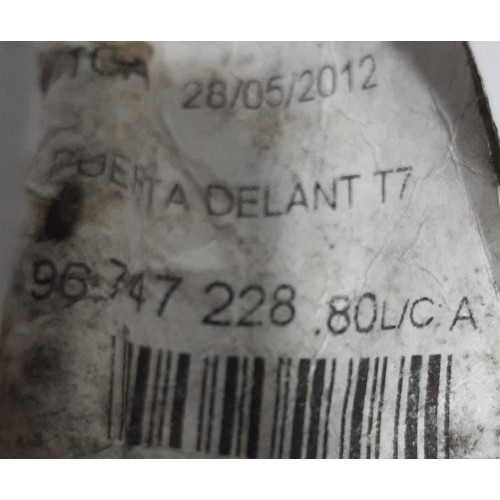 28/05/2012
PUERTA DELANT T7
96 747 228 .80L/C A